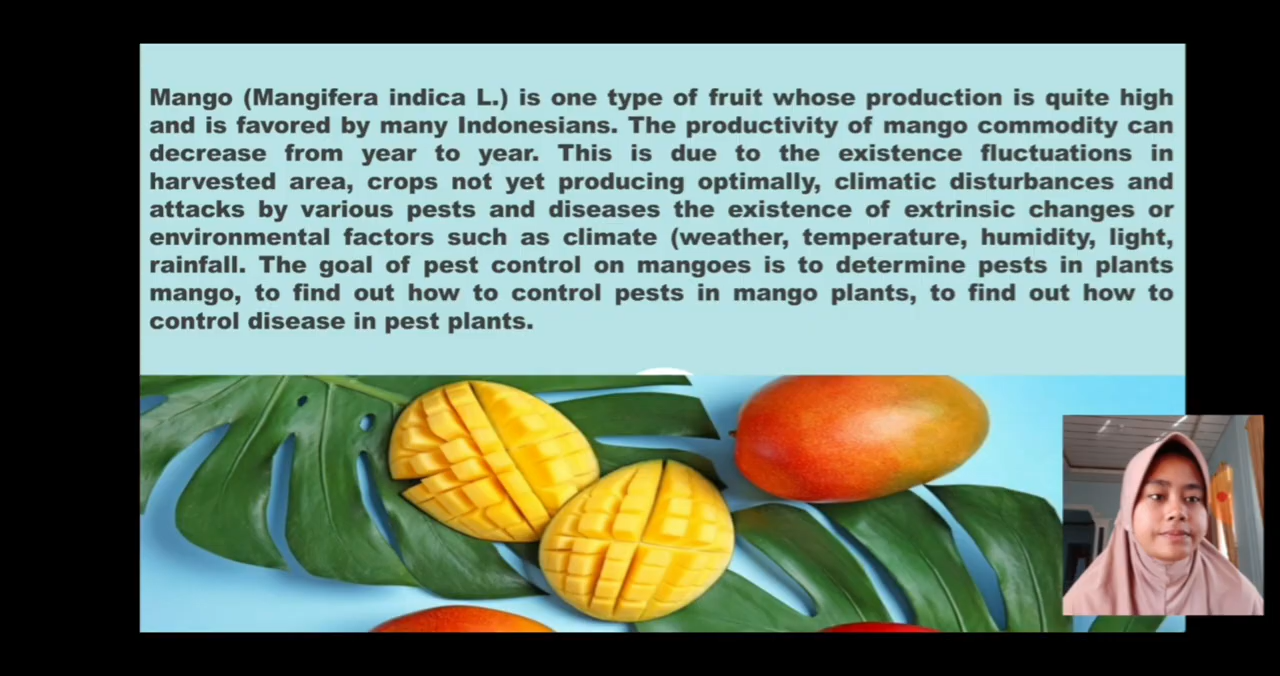 Mango (Mangifera indica L.) is one type of fruit whose production is quite high
and is favored by many Indonesians. The productivity of mango commodity can
decrease from year to year. This is due to the existence fluctuations in
harvested area, crops not yet producing optimally, climatic disturbances and
attacks by various pests and diseases the existence of extrinsic changes or
environmental factors such as climate (weather, temperature, humidity, light,
rainfall. The goal of pest control on mangoes is to determine pests in plants
mango, to find out how to control pests in mango plants, to find out how to
control disease in pest plants.